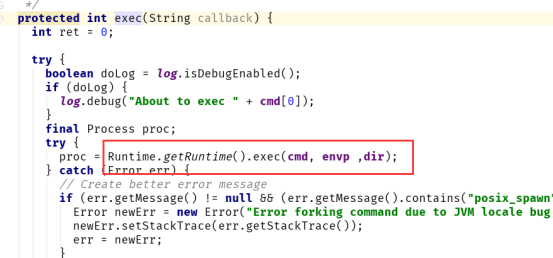 */
protected int exec(String callback) {
int ret = 0;
try {
boolean doLog = log.isDebugEnabled();
if (doLog) {
log.debug("About to exec " + cmd[0]);
}
final Process proc;
try {
proc = Runtime.getRuntime().exec(cmd, envp ,dir);
} catch (Error err) {
// Create better error message
if (err.getMessage() != null && (err.getMessage().contains("posix_spawn"
Error newErr = new Error("Error forking command due to JVM locale bug
newErr.setStackTrace(err.getStackTrace());
err = newErr;
}